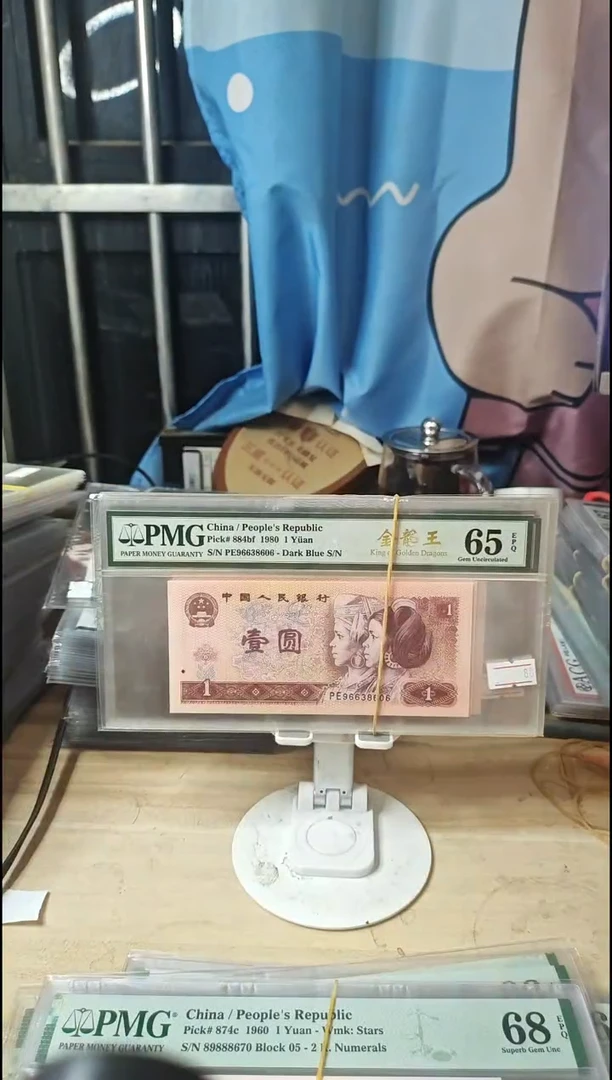 PMG
PAPER MONEY GUARANTY
China / People's Republic
Pick# 884bf 1980 1 Yüan
S/N PE96638606 - Dark Blue S/N
金龍王
King of Golden Dragons
65 EPQ
Gem Uncirculated
中国人民银行
壹圆
1
1
PE96638606
1
PMG
PAPER MONEY GUARANTY
China / People's Republic
Pick# 874c 1960 1 Yuan - Wmk: Stars
S/N 89888670 Block 05 - 2 R. Numerals
68 EPQ
Superb Gem Unc